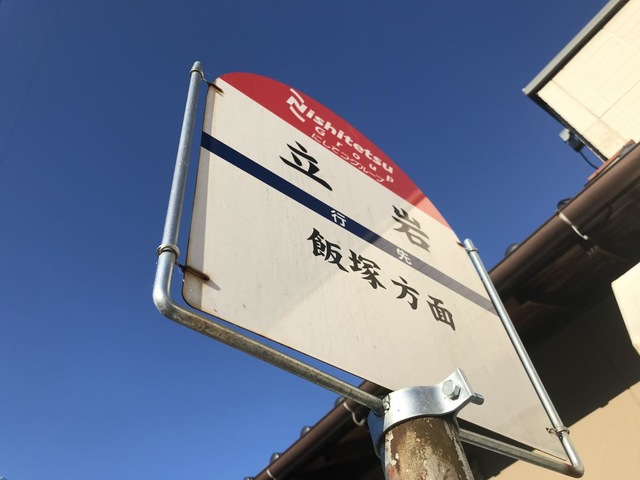 Nishitetsu
Group
にしてつグループ
立岩
行先
飯塚方面